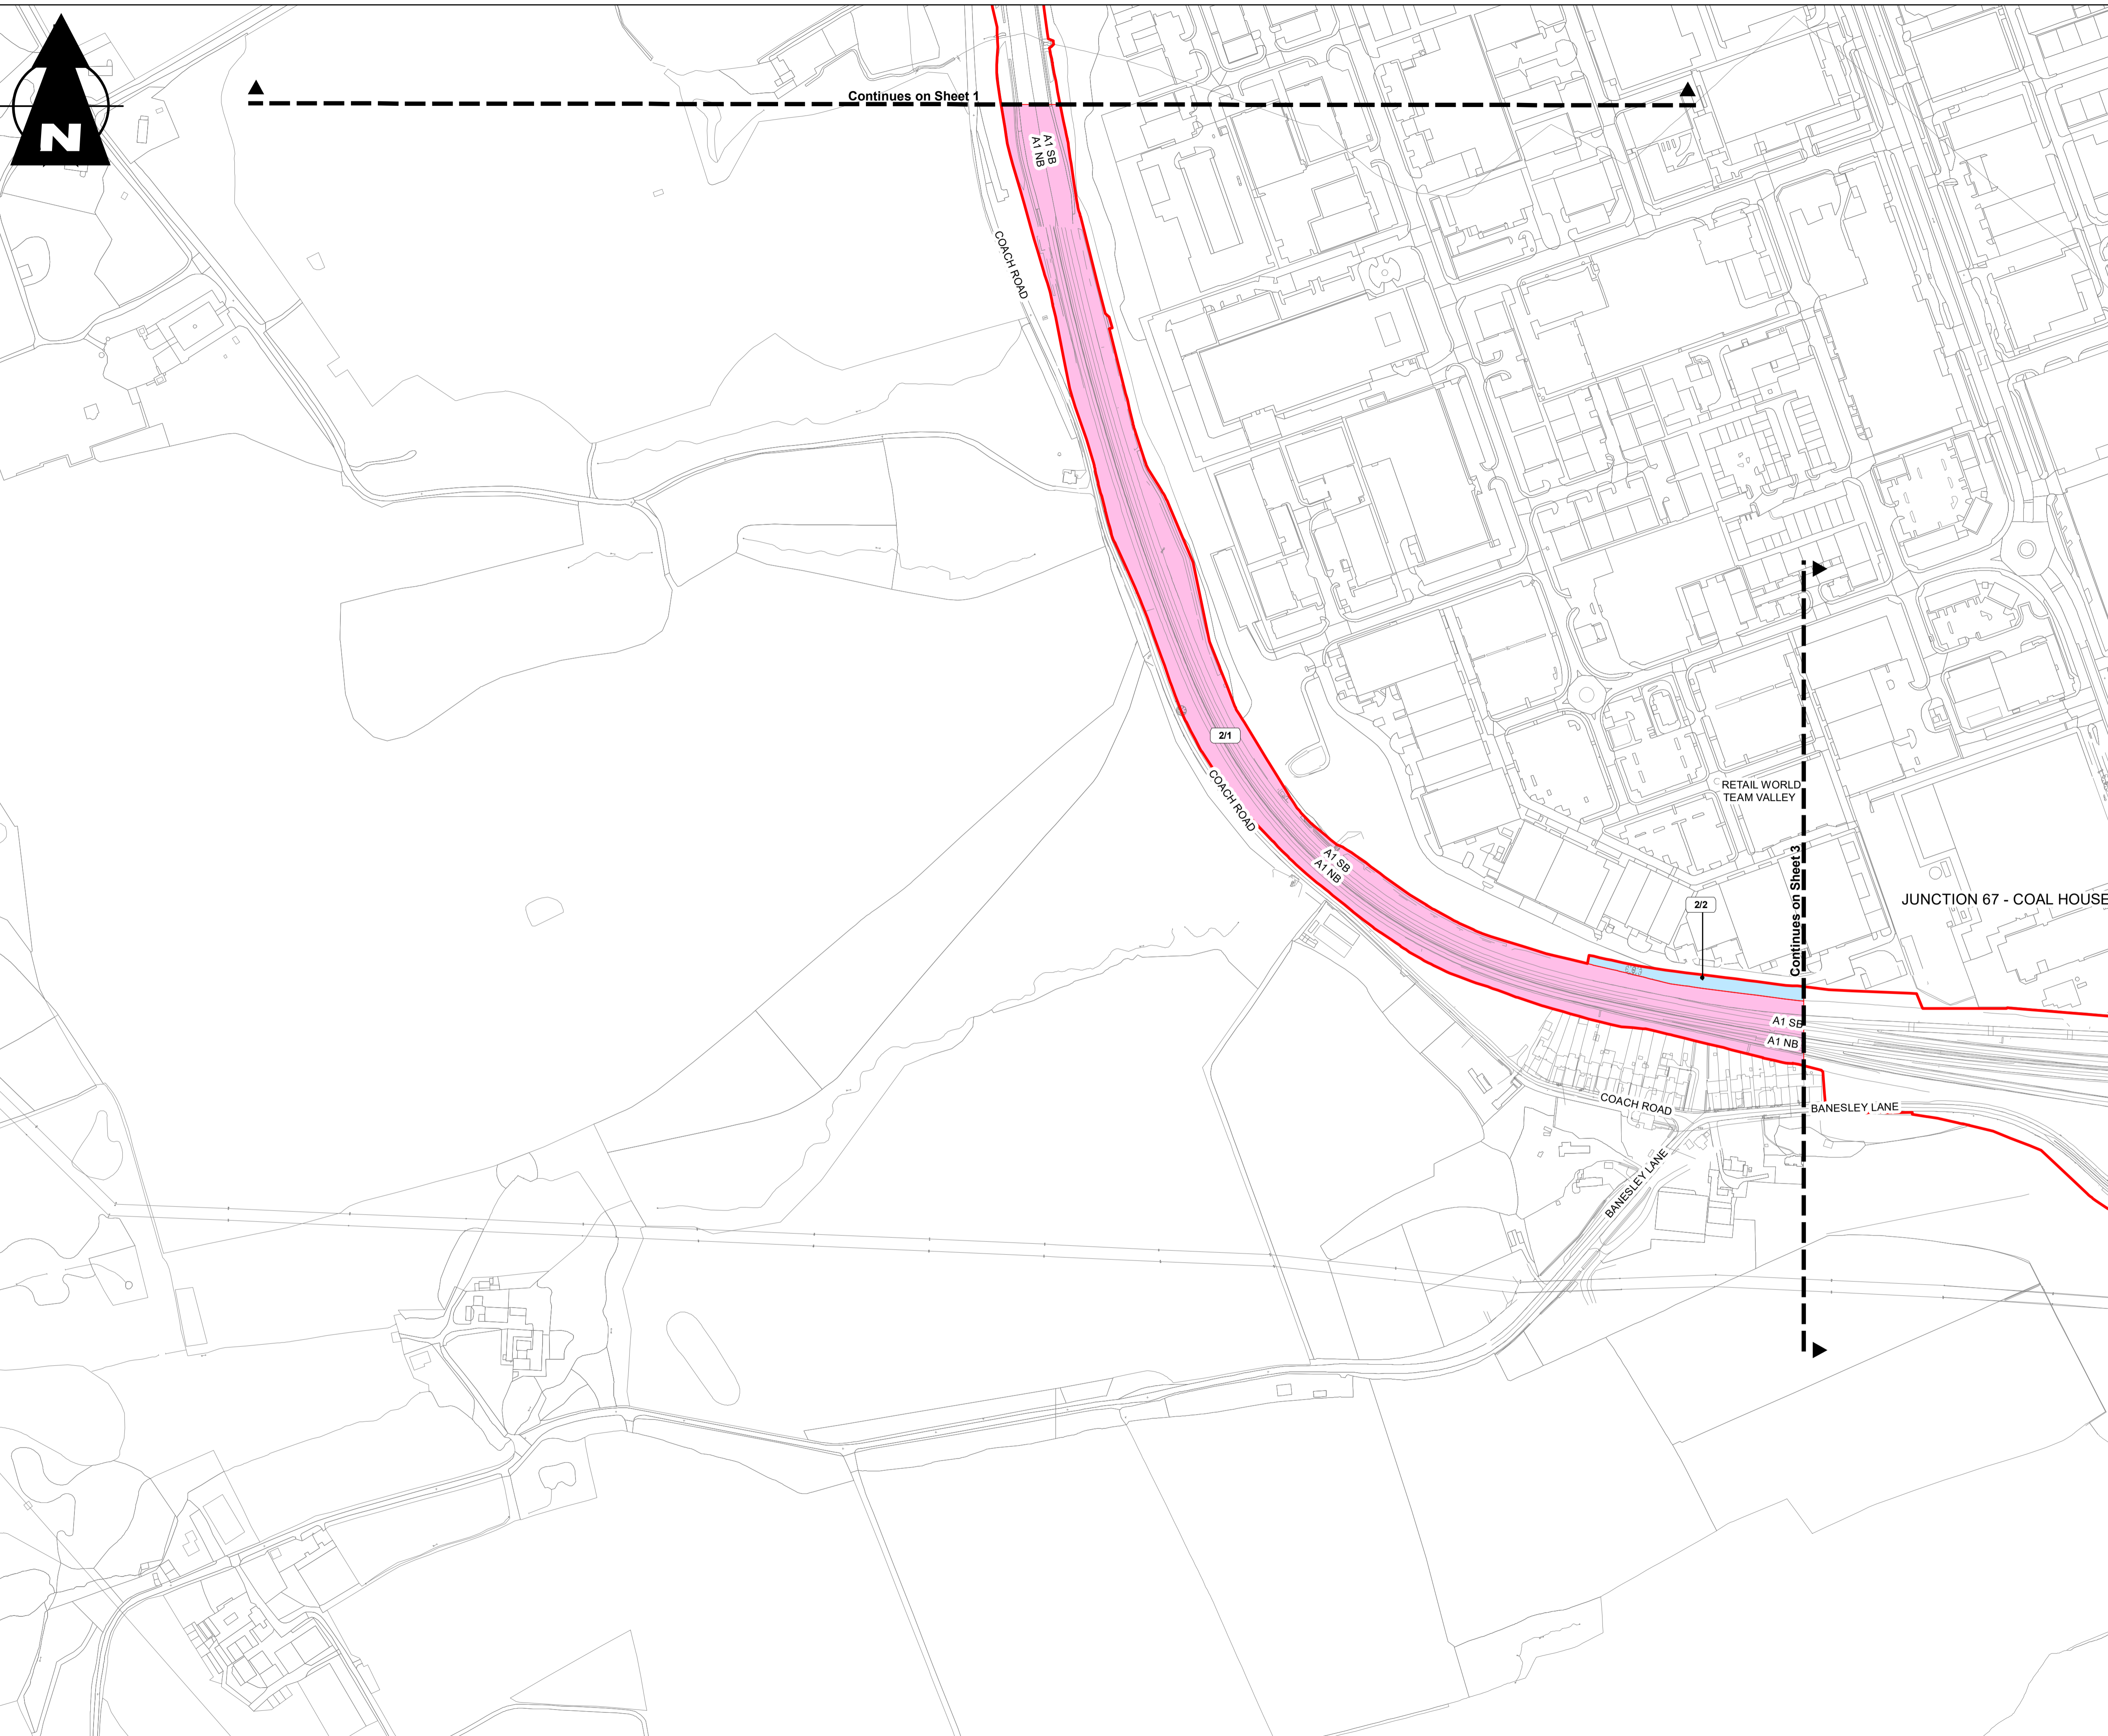 N
Continues on Sheet 1
A1 SB
A1 NB
COACH ROAD
2/1
COACH ROAD
RETAIL WORLD
TEAM VALLEY
A1 SB
A1 NB
Continues on Sheet 3
2/2
JUNCTION 67 - COAL HOUSE
A1 SB
A1 NB
COACH ROAD
BANESLEY LANE
BANESLEY LANE